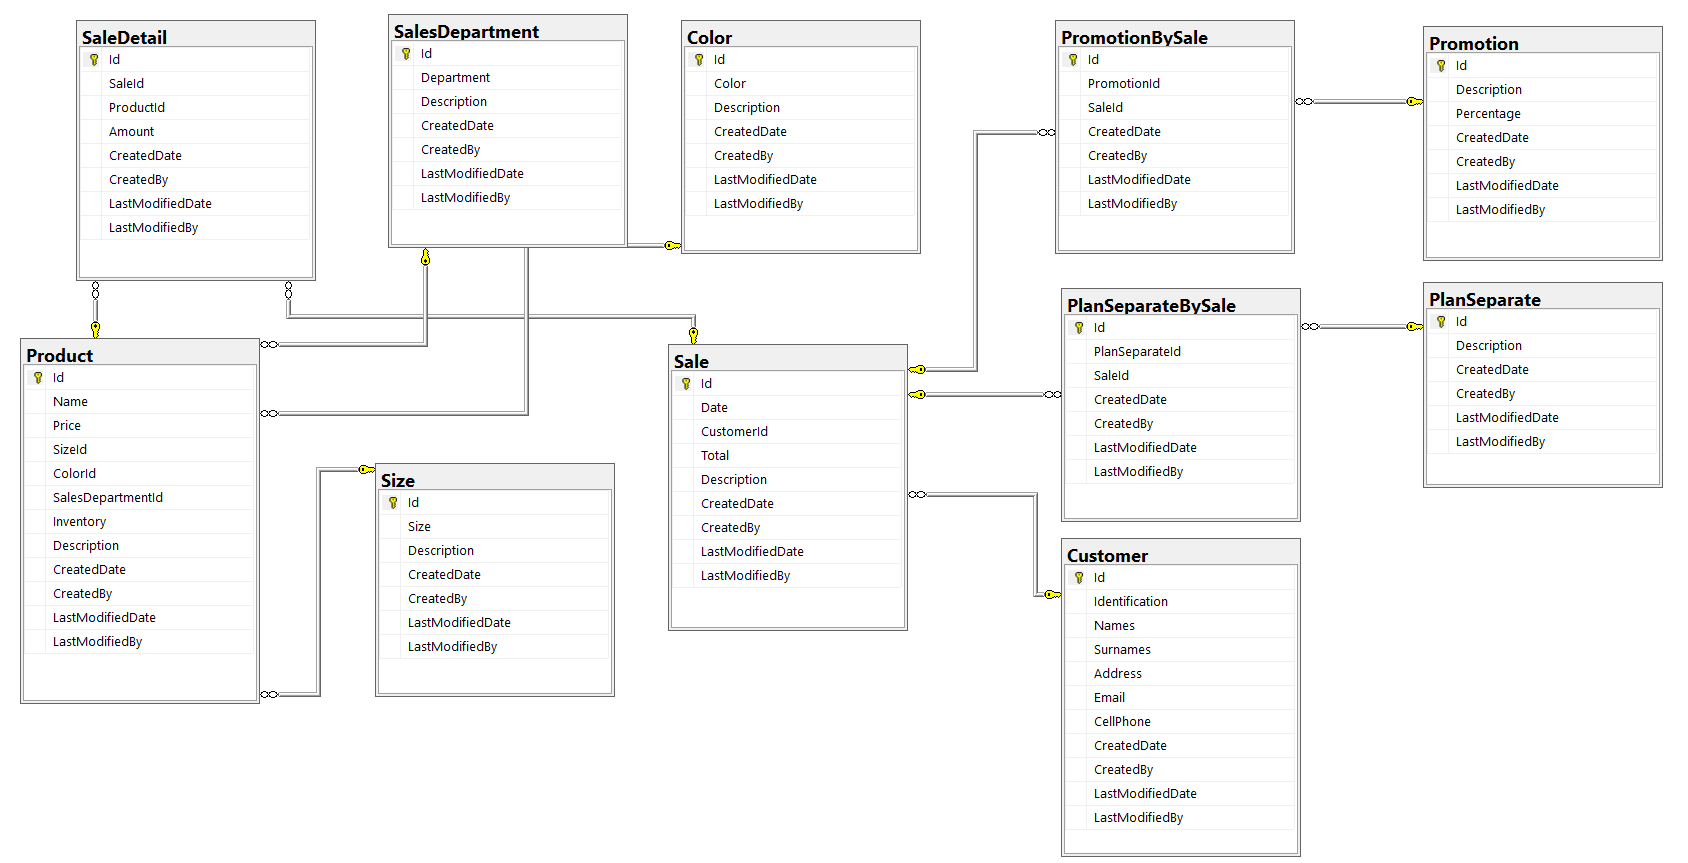 SaleDetail
Id
SaleId
ProductId
Amount
CreatedDate
CreatedBy
LastModifiedDate
LastModifiedBy
SalesDepartment
Id
Department
Description
CreatedDate
CreatedBy
LastModifiedDate
LastModifiedBy
Color
Id
Color
Description
CreatedDate
CreatedBy
LastModifiedDate
LastModifiedBy
PromotionBySale
Id
PromotionId
SaleId
CreatedDate
CreatedBy
LastModifiedDate
LastModifiedBy
Promotion
Id
Description
Percentage
CreatedDate
CreatedBy
LastModifiedDate
LastModifiedBy
Product
Id
Name
Price
SizeId
ColorId
SalesDepartmentId
Inventory
Description
CreatedDate
CreatedBy
LastModifiedDate
LastModifiedBy
Size
Id
Size
Description
CreatedDate
CreatedBy
LastModifiedDate
LastModifiedBy
Sale
Id
Date
CustomerId
Total
Description
CreatedDate
CreatedBy
LastModifiedDate
LastModifiedBy
PlanSeparateBySale
Id
PlanSeparateId
SaleId
CreatedDate
CreatedBy
LastModifiedDate
LastModifiedBy
PlanSeparate
Id
Description
CreatedDate
CreatedBy
LastModifiedDate
LastModifiedBy
Customer
Id
Identification
Names
Surnames
Address
Email
CellPhone
CreatedDate
CreatedBy
LastModifiedDate
LastModifiedBy